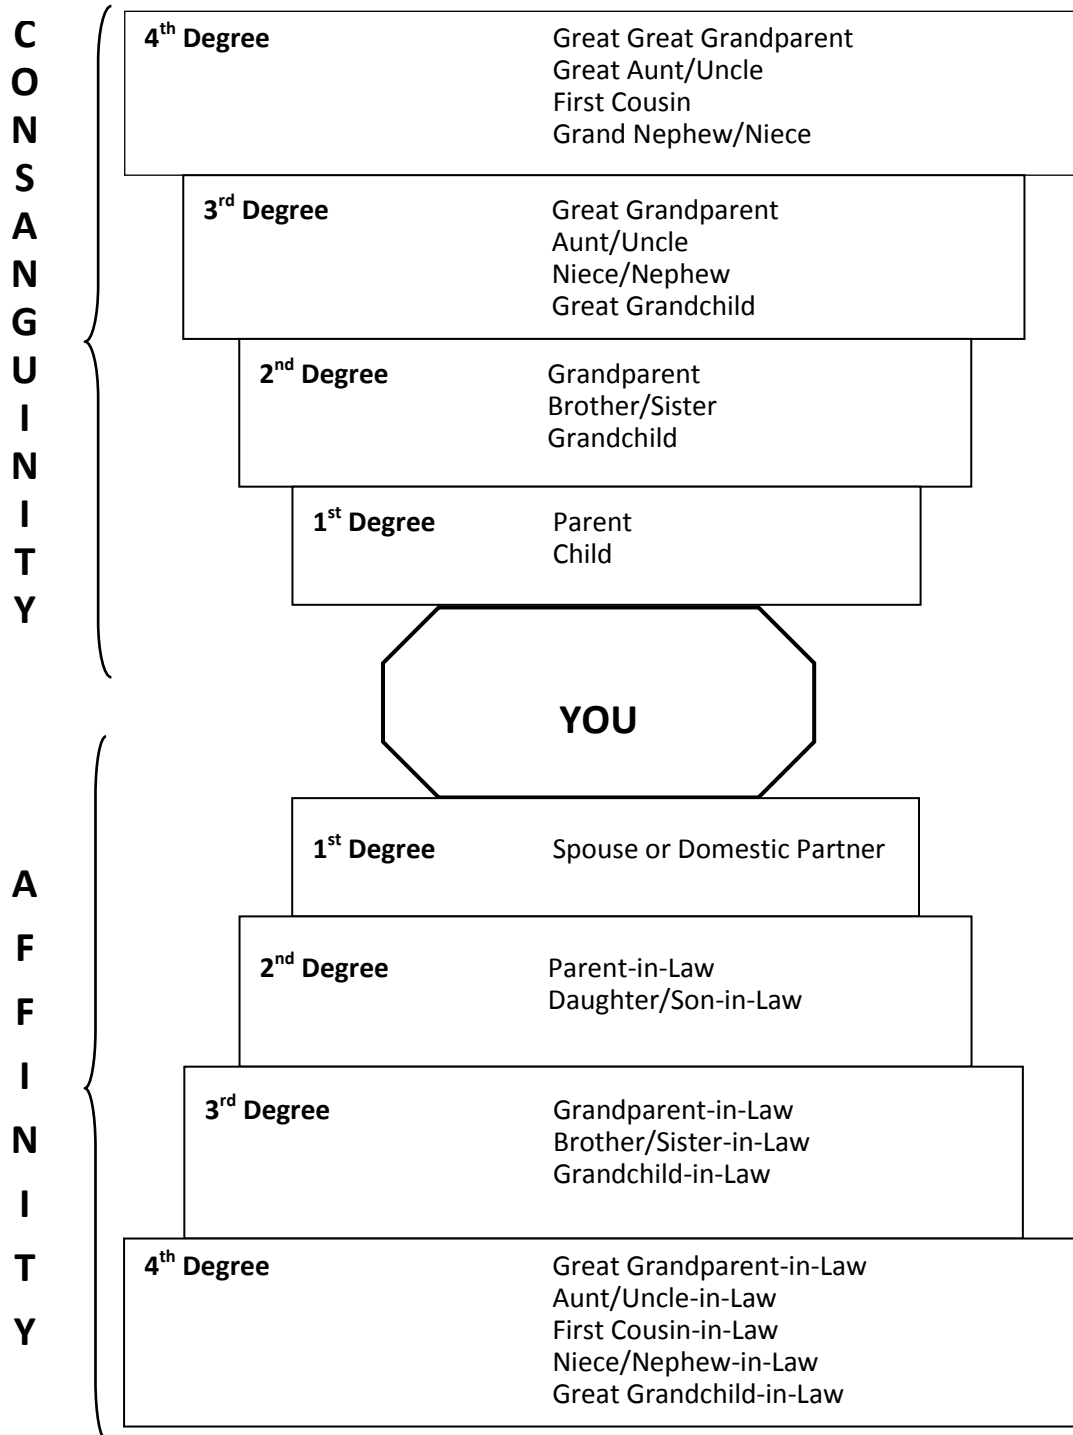 CONSANGUINITY
4th Degree
Great Great Grandparent
Great Aunt/Uncle
First Cousin
Grand Nephew/Niece
3rd Degree
Great Grandparent
Aunt/Uncle
Niece/Nephew
Great Grandchild
2nd Degree
Grandparent
Brother/Sister
Grandchild
1st Degree
Parent
Child
YOU
AFFINITY
1st Degree
Spouse or Domestic Partner
2nd Degree
Parent-in-Law
Daughter/Son-in-Law
3rd Degree
Grandparent-in-Law
Brother/Sister-in-Law
Grandchild-in-Law
4th Degree
Great Grandparent-in-Law
Aunt/Uncle-in-Law
First Cousin-in-Law
Niece/Nephew-in-Law
Great Grandchild-in-Law